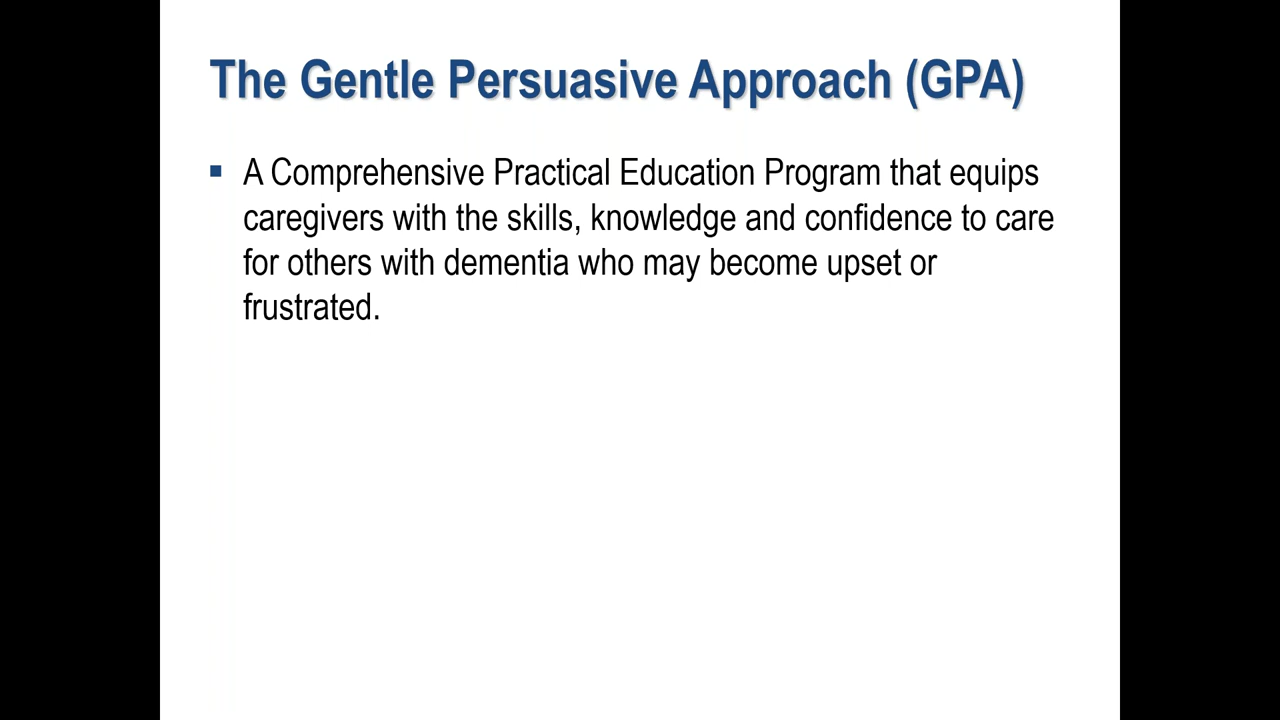 The Gentle Persuasive Approach (GPA)
A Comprehensive Practical Education Program that equips
caregivers with the skills, knowledge and confidence to care
for others with dementia who may become upset or
frustrated.